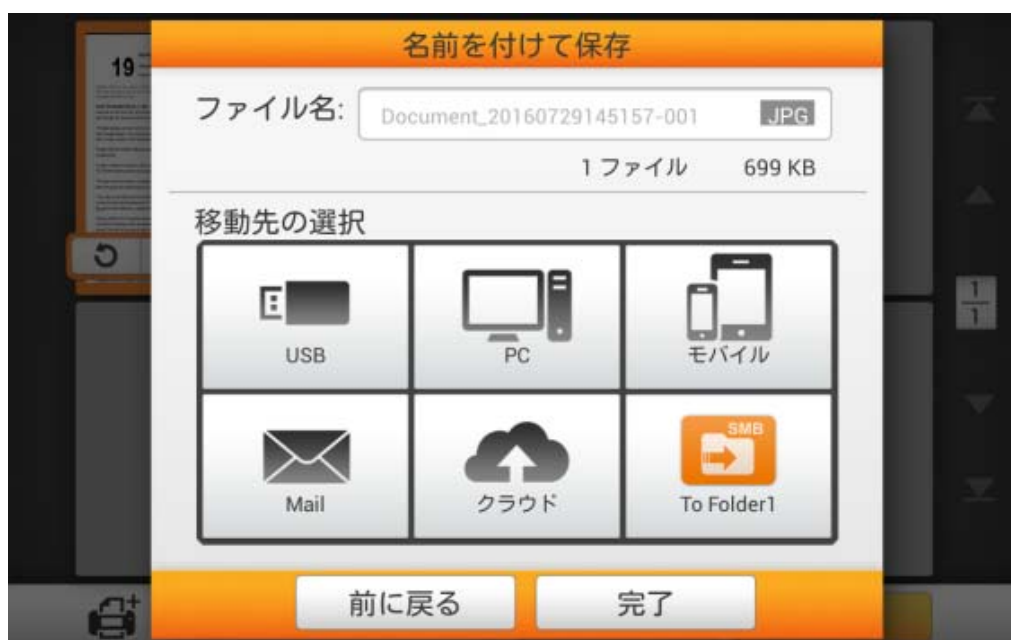 名前を付けて保存
19
ファイル名: Document_20160729145157-001 JPG
1 ファイル 699 KB
移動先の選択
USB
PC
モバイル
Mail
クラウド
SMB
To Folder1
1
1
前に戻る
完了